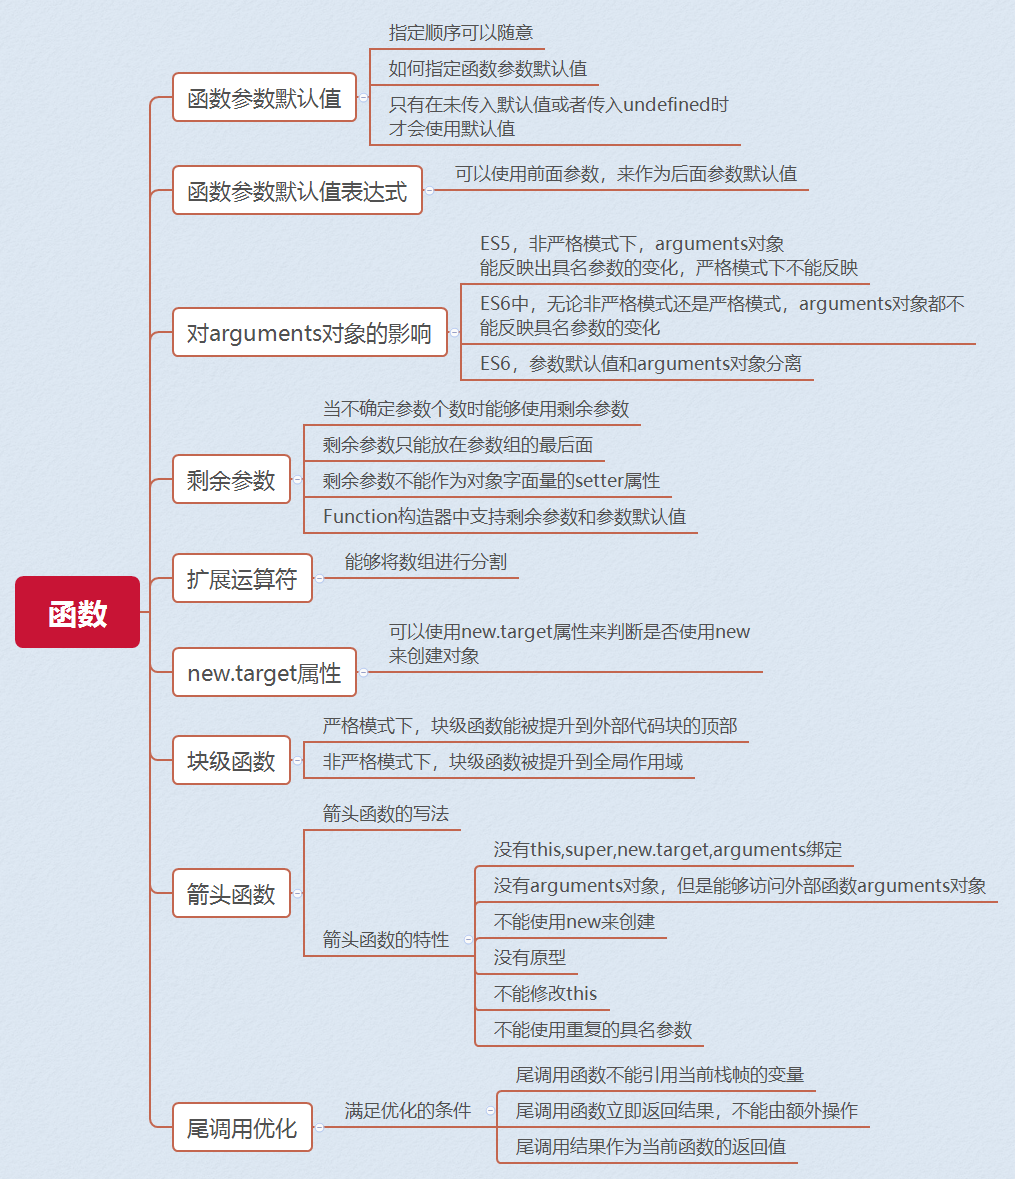 函数
函数参数默认值
指定顺序可以随意
如何指定函数参数默认值
只有在未传入默认值或者传入undefined时
才会使用默认值
函数参数默认值表达式
可以使用前面参数，来作为后面参数默认值
对arguments对象的影响
ES5，非严格模式下，arguments对象
能反映出具名参数的变化，严格模式下不能反映
ES6中，无论非严格模式还是严格模式，arguments对象都不
能反映具名参数的变化
ES6，参数默认值和arguments对象分离
剩余参数
当不确定参数个数时能够使用剩余参数
剩余参数只能放在参数组的最后面
剩余参数不能作为对象字面量的setter属性
Function构造器中支持剩余参数和参数默认值
扩展运算符
能够将数组进行分割
new.target属性
可以使用new.target属性来判断是否使用new
来创建对象
块级函数
严格模式下，块级函数能被提升到外部代码块的顶部
非严格模式下，块级函数被提升到全局作用域
箭头函数
箭头函数的写法
箭头函数的特性
没有this,super,new.target,arguments绑定
没有arguments对象，但是能够访问外部函数arguments对象
不能使用new来创建
没有原型
不能修改this
不能使用重复的具名参数
尾调用优化
满足优化的条件
尾调用函数不能引用当前栈帧的变量
尾调用函数立即返回结果，不能由额外操作
尾调用结果作为当前函数的返回值